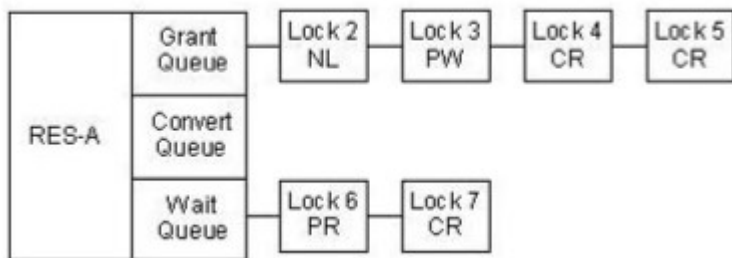 RES-A
Grant
Queue
Lock 2
NL
Lock 3
PW
Lock 4
CR
Lock 5
CR
Convert
Queue
Wait
Queue
Lock 6
PR
Lock 7
CR